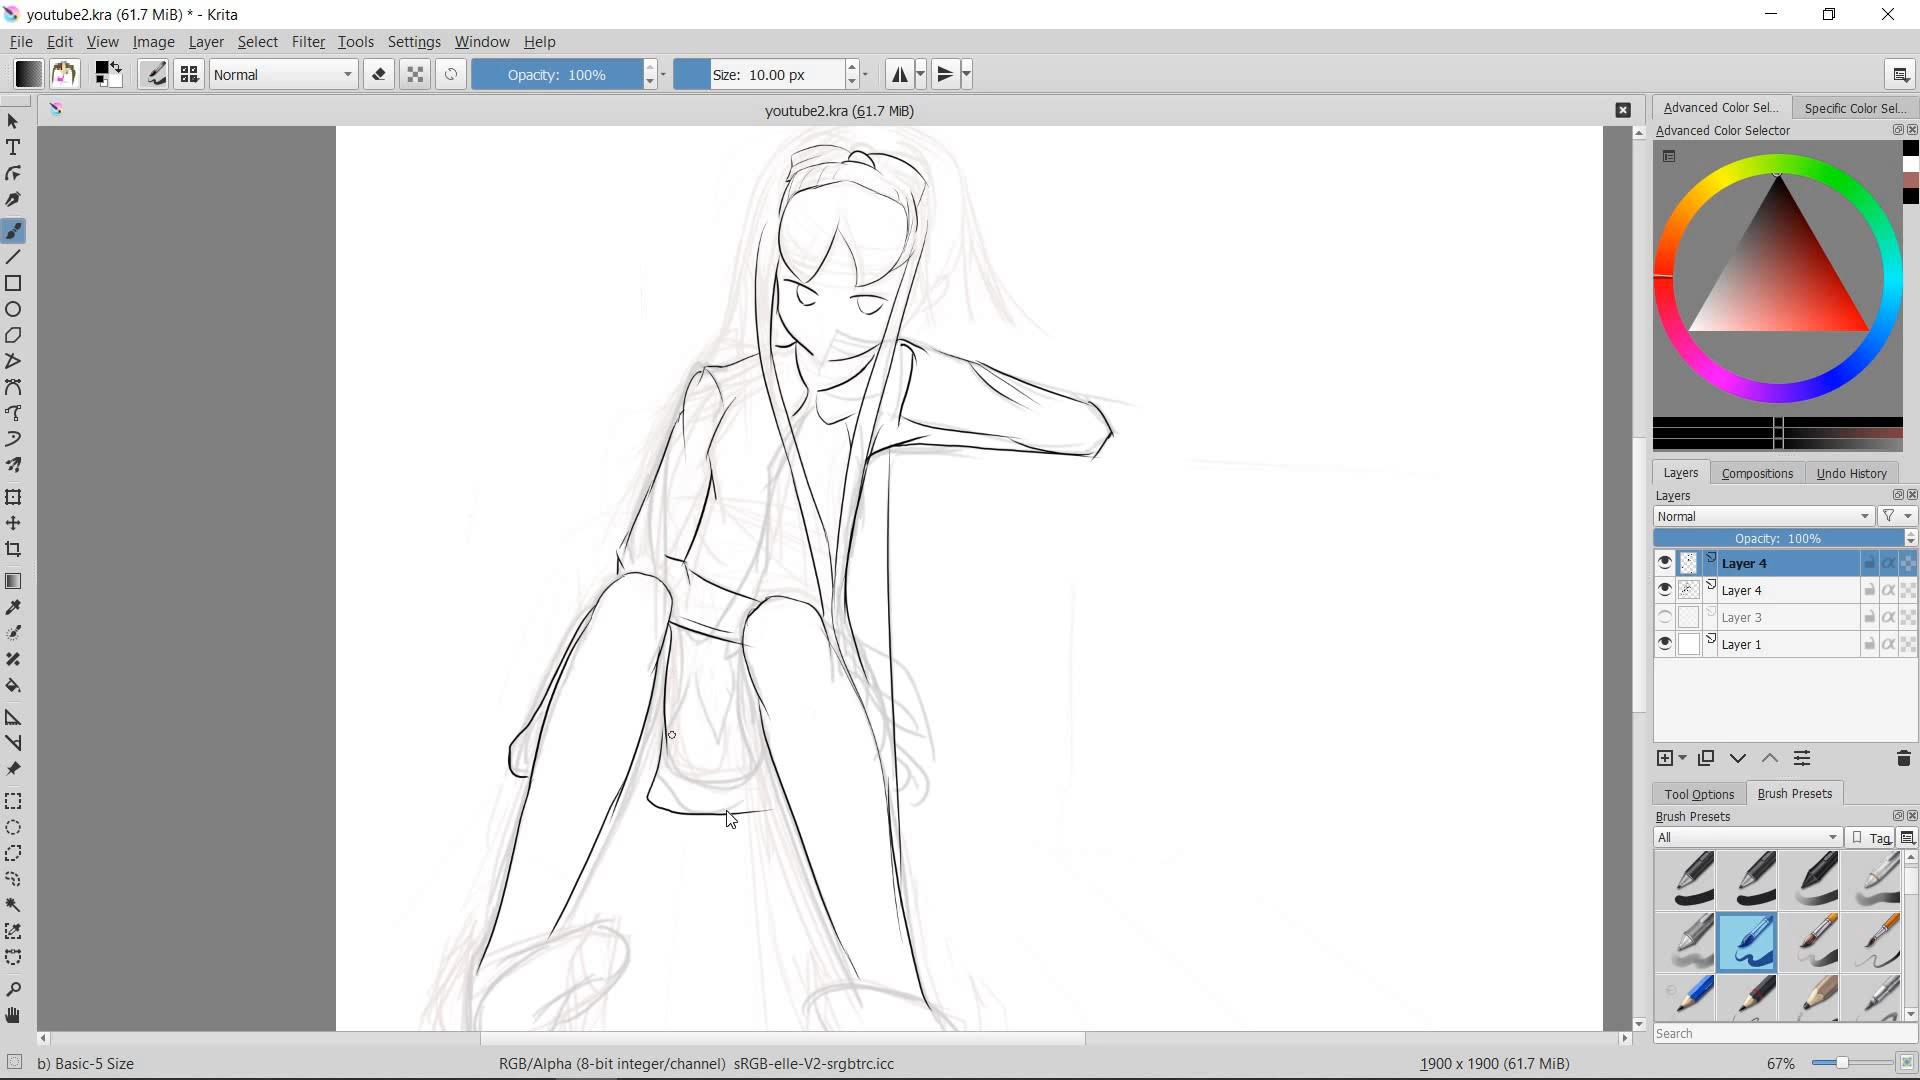 youtube2.kra (61.7 MiB) * - Krita
File Edit View Image Layer Select Filter Tools Settings Window Help
Normal Opacity: 100% Size: 10.00 px
youtube2.kra (61.7 MiB)
Advanced Color Sel... Specific Color Sel...
Advanced Color Selector
Layers Compositions Undo History
Layers
Normal
Opacity: 100%
Layer 4
Layer 4
Layer 3
Layer 1
Tool Options Brush Presets
Brush Presets
All Tag
Search
b) Basic-5 Size RGB/Alpha (8-bit integer/channel) sRGB-elle-V2-srgbtrc.icc 1900 x 1900 (61.7 MiB) 67%